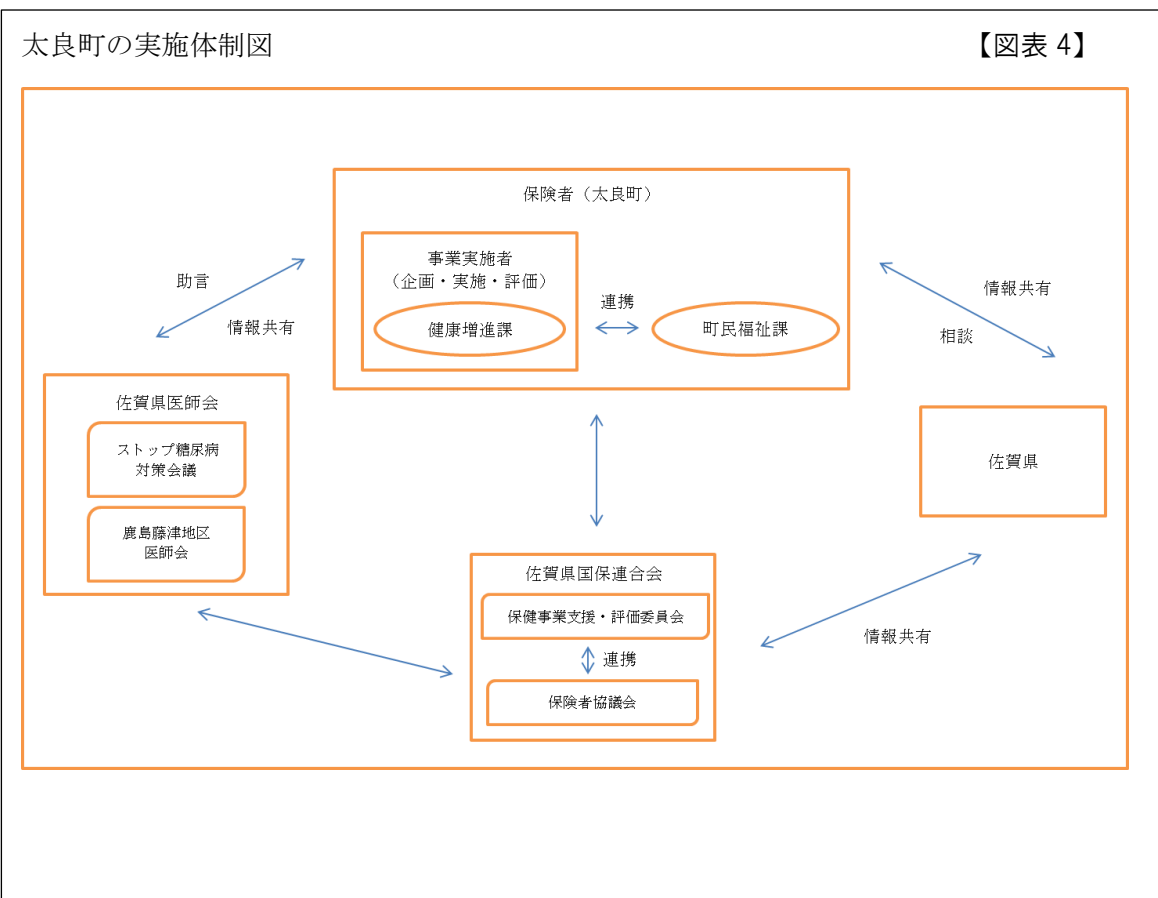 太良町の実施体制図
【図表 4】
保険者（太良町）
事業実施者
（企画・実施・評価）
健康増進課
連携
町民福祉課
助言
情報共有
情報共有
相談
佐賀県医師会
ストップ糖尿病
対策会議
鹿島藤津地区
医師会
佐賀県
佐賀県国保連合会
保健事業支援・評価委員会
連携
保険者協議会
情報共有